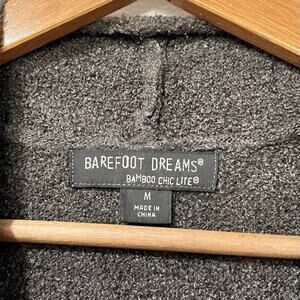 BAREFOOT DREAMS®
BAMBOO CHIC LITE®
M
MADE IN
CHINA